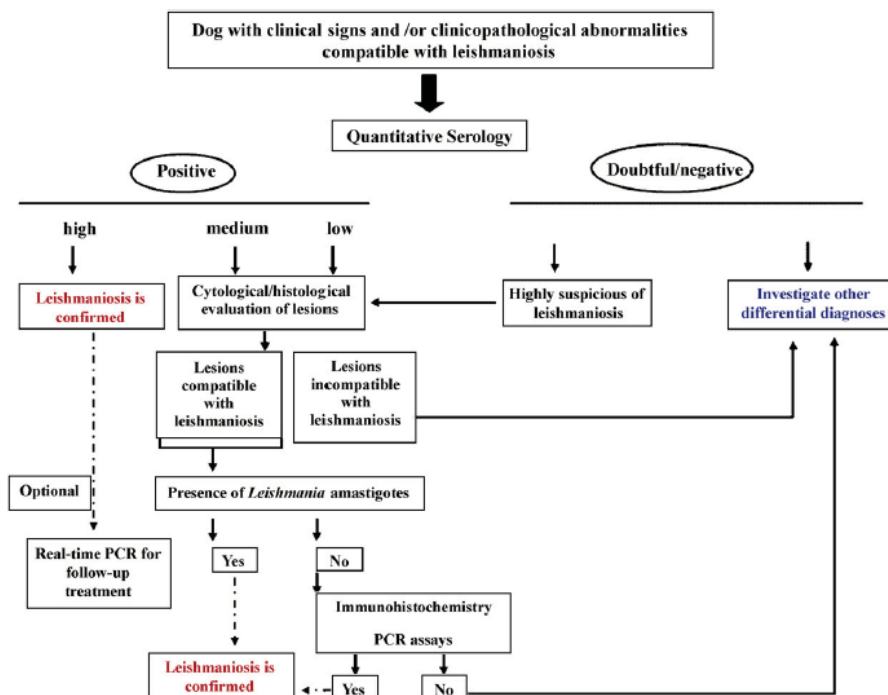 Dog with clinical signs and /or clinicopathological abnormalities
compatible with leishmaniosis
Quantitative Serology
Positive
Doubtful/negative
high
medium
low
Leishmaniosis is
confirmed
Cytological/histological
evaluation of lesions
Highly suspicious of
leishmaniosis
Investigate other
differential diagnoses
Lesions
compatible
with
leishmaniosis
Lesions
incompatible
with
leishmaniosis
Optional
Presence of Leishmania amastigotes
Real-time PCR for
follow-up
treatment
Yes
No
Immunohistochemistry
PCR assays
Leishmaniosis is
confirmed
Yes
No